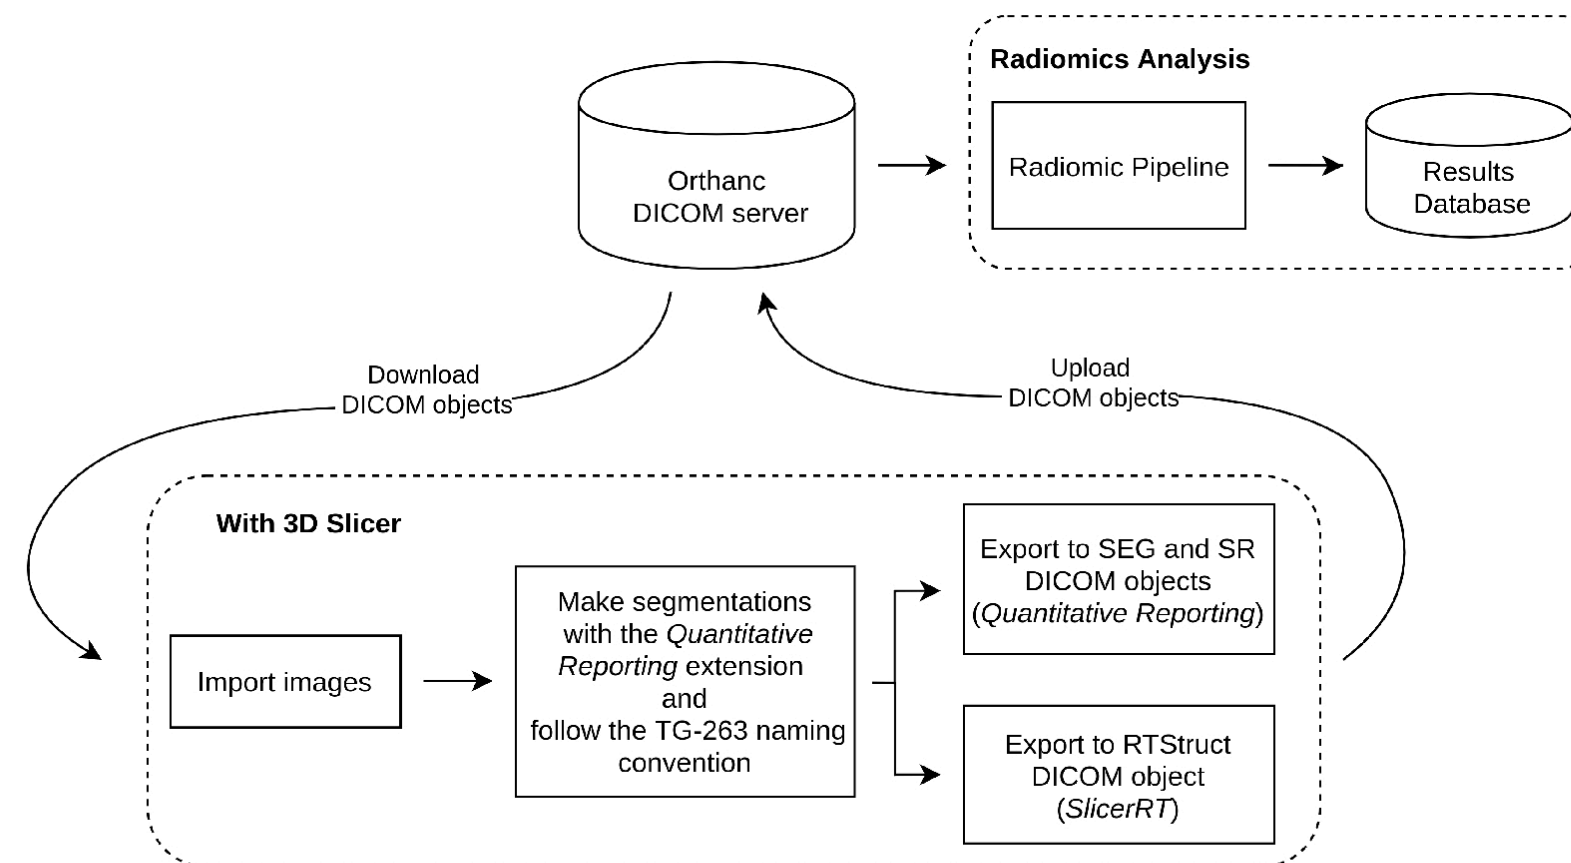 Radiomics Analysis
Orthanc
DICOM server
Radiomic Pipeline
Results
Database
Download
DICOM objects
Upload
DICOM objects
With 3D Slicer
Import images
Make segmentations
with the Quantitative
Reporting extension
and
follow the TG-263 naming
convention
Export to SEG and SR
DICOM objects
(Quantitative Reporting)
Export to RTStruct
DICOM object
(SlicerRT)